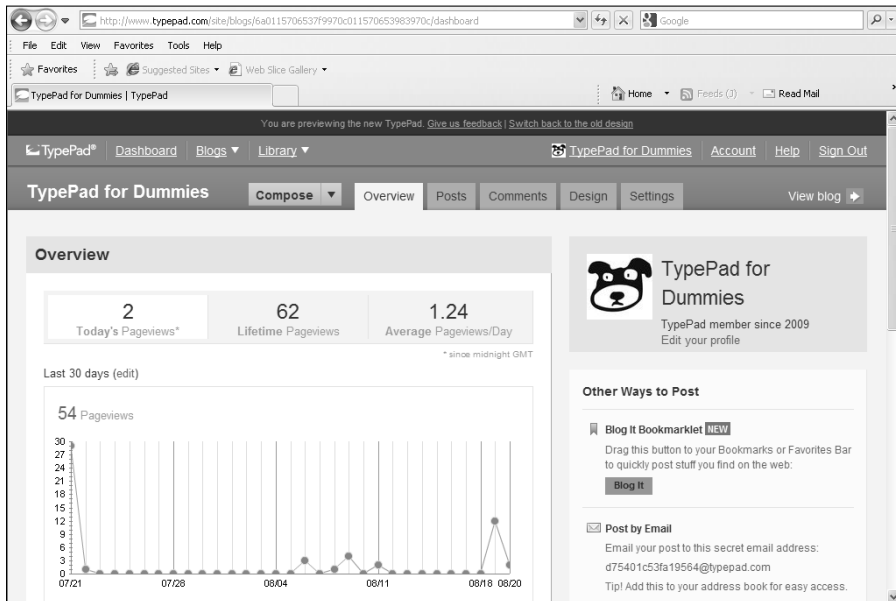 http://www.typepad.com/site/blogs/6a0115706537f9970c011570653983970c/dashboard
Google
File Edit View Favorites Tools Help
Favorites Suggested Sites Web Slice Gallery
TypePad for Dummies | TypePad
Home Feeds (J) Read Mail
You are previewing the new TypePad. Give us feedback | Switch back to the old design
TypePad® Dashboard Blogs Library TypePad for Dummies Account Help Sign Out
TypePad for Dummies Compose Overview Posts Comments Design Settings View blog
Overview
2 62 1.24
Today's Pageviews* Lifetime Pageviews Average Pageviews/Day
* since midnight GMT
Last 30 days (edit)
54 Pageviews
30
27
24
21
18
15
12
9
6
3
0
07/21 07/28 08/04 08/11 08/18 08/20
TypePad for
Dummies
TypePad member since 2009
Edit your profile
Other Ways to Post
Blog It Bookmarklet NEW
Drag this button to your Bookmarks or Favorites Bar
to quickly post stuff you find on the web:
Blog It
Post by Email
Email your post to this secret email address:
d75401c53fa19564@typepad.com
Tip! Add this to your address book for easy access.